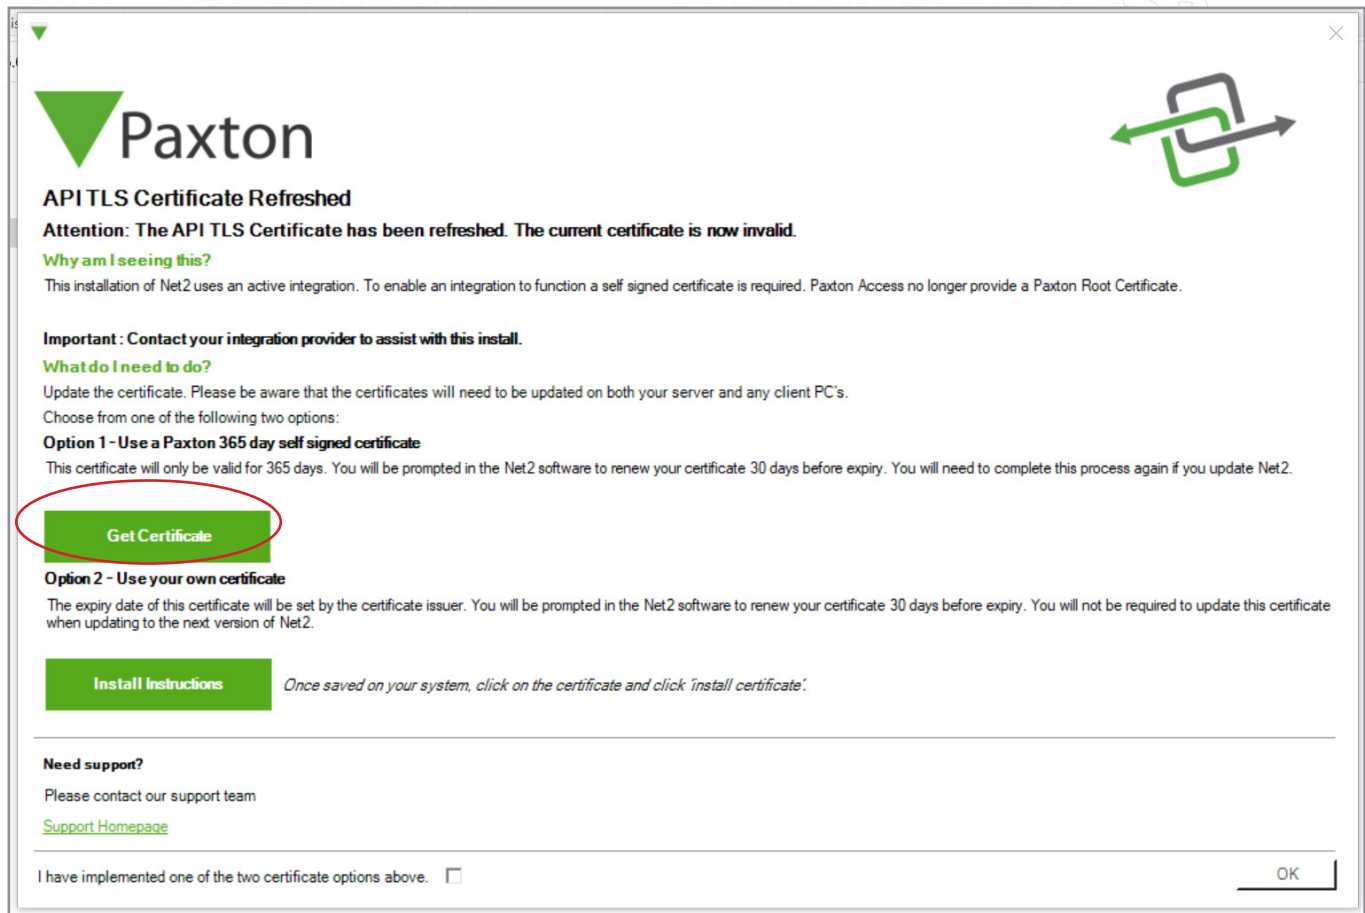 Paxton
API TLS Certificate Refreshed
Attention: The API TLS Certificate has been refreshed. The current certificate is now invalid.
Why am I seeing this?
This installation of Net2 uses an active integration. To enable an integration to function a self signed certificate is required. Paxton Access no longer provide a Paxton Root Certificate.
Important : Contact your integration provider to assist with this install.
What do I need to do?
Update the certificate. Please be aware that the certificates will need to be updated on both your server and any client PC's.
Choose from one of the following two options:
Option 1 - Use a Paxton 365 day self signed certificate
This certificate will only be valid for 365 days. You will be prompted in the Net2 software to renew your certificate 30 days before expiry. You will need to complete this process again if you update Net2.
Get Certificate
Option 2 - Use your own certificate
The expiry date of this certificate will be set by the certificate issuer. You will be prompted in the Net2 software to renew your certificate 30 days before expiry. You will not be required to update this certificate
when updating to the next version of Net2.
Install Instructions Once saved on your system, click on the certificate and click 'install certificate'.
Need support?
Please contact our support team
Support Homepage
I have implemented one of the two certificate options above. OK